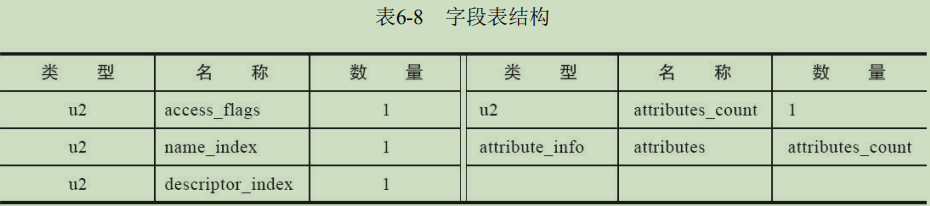 表6-8 字段表结构
类 型 名 称 数 量 类 型 名 称 数 量
u2 access_flags 1 u2 attributes_count 1
u2 name_index 1 attribute_info attributes attributes_count
u2 descriptor_index 1